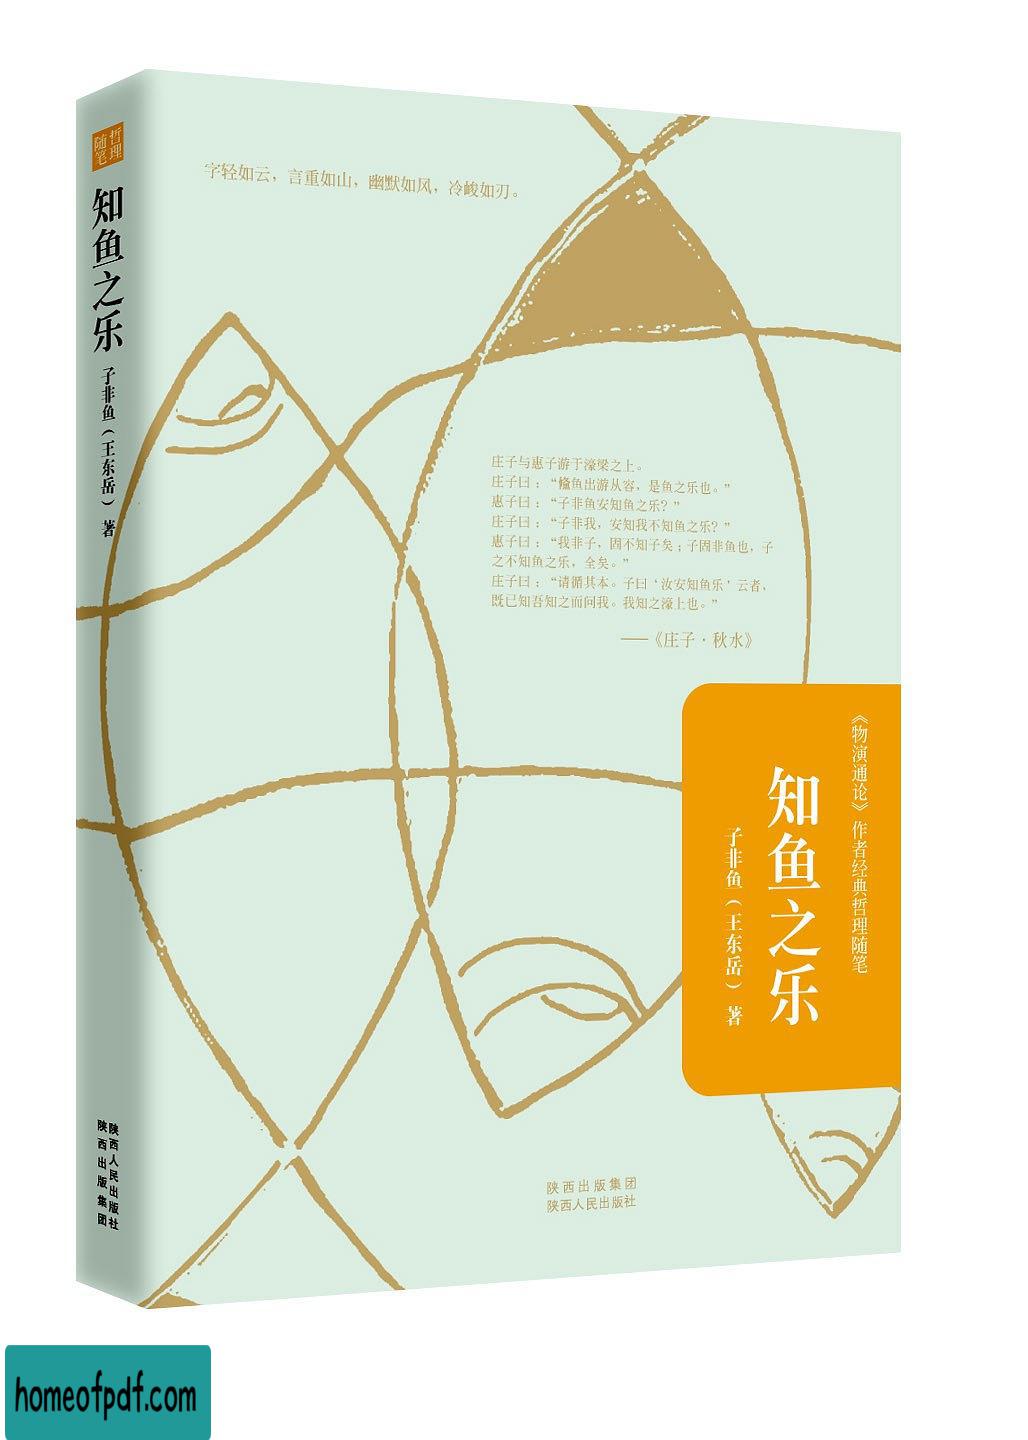 哲理
随笔
知鱼之乐
子非鱼（王东岳）著
陕西人民出版社
陕西出版集团
字轻如云，言重如山，幽默如风，冷峻如刃。
庄子与惠子游于濠梁之上。
庄子曰：“鯈鱼出游从容，是鱼之乐也。”
惠子曰：“子非鱼安知鱼之乐？”
庄子曰：“子非我，安知我不知鱼之乐？”
惠子曰：“我非子，固不知子矣；子固非鱼也，子
之不知鱼之乐，全矣。”
庄子曰：“请循其本。子曰‘汝安知鱼乐’云者，
既已知吾知之而问我。我知之濠上也。”
——《庄子·秋水》
《物演通论》作者经典哲理随笔
知鱼之乐
子非鱼（王东岳）著
陕西出版集团
陕西人民出版社
homeofpdf.com